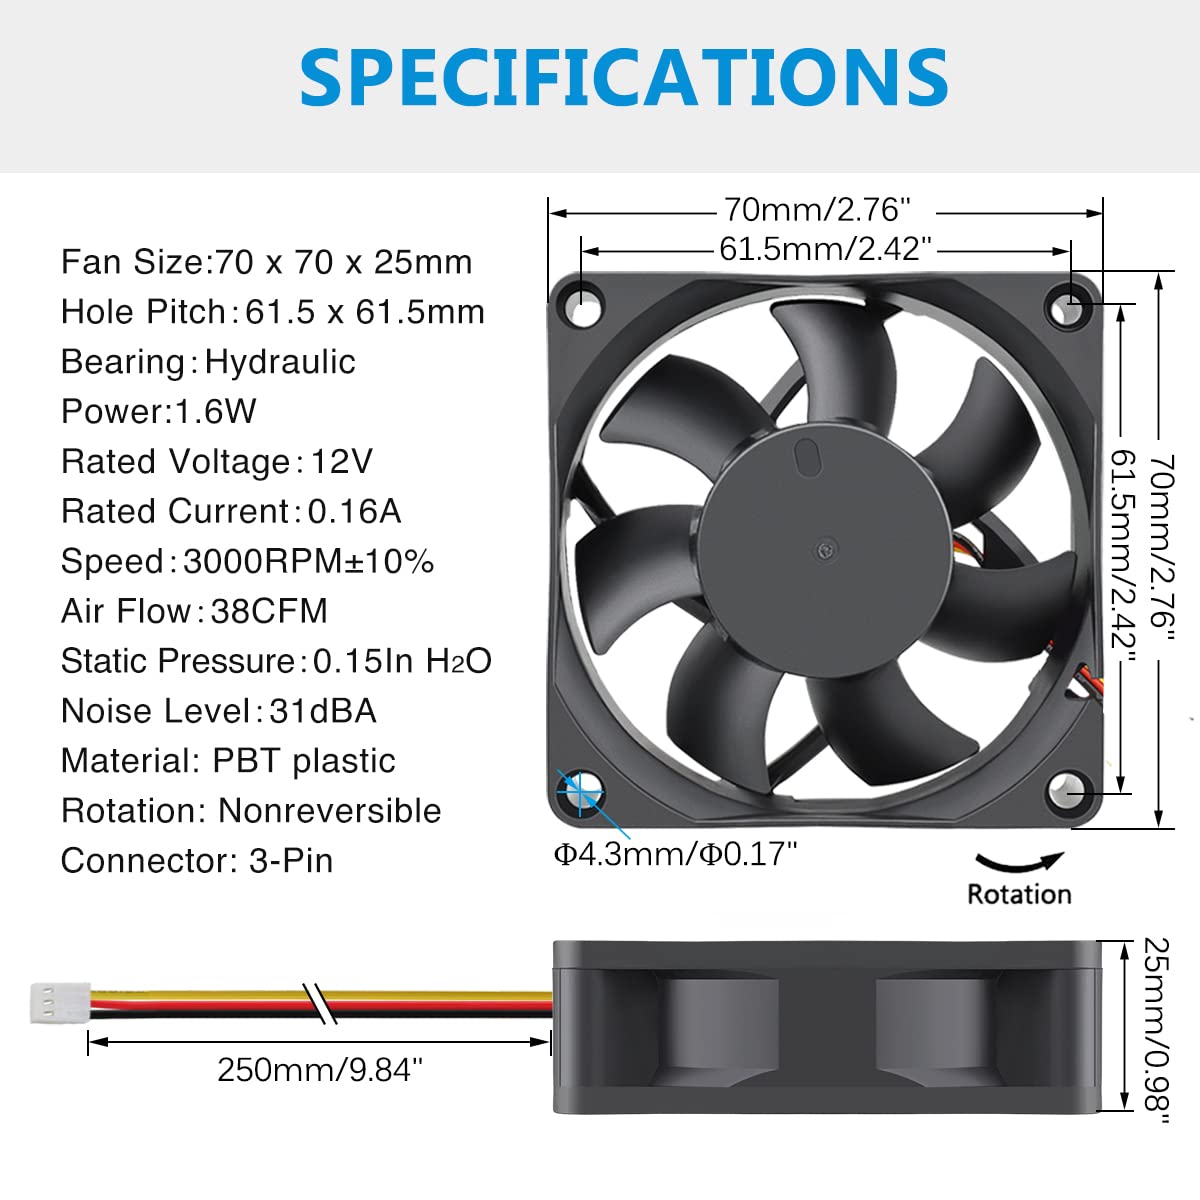 SPECIFICATIONS
Fan Size:70 x 70 x 25mm
Hole Pitch:61.5 x 61.5mm
Bearing:Hydraulic
Power:1.6W
Rated Voltage:12V
Rated Current:0.16A
Speed:3000RPM±10%
Air Flow:38CFM
Static Pressure:0.15In H2O
Noise Level:31dBA
Material: PBT plastic
Rotation: Nonreversible
Connector: 3-Pin
70mm/2.76"
61.5mm/2.42"
61.5mm/2.42"
70mm/2.76"
Φ4.3mm/Φ0.17"
Rotation
250mm/9.84"
25mm/0.98"